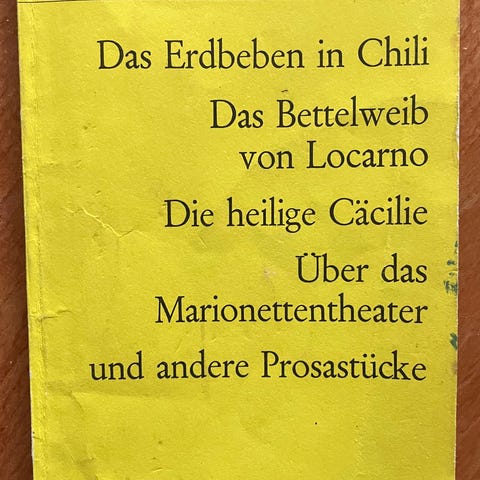 Das Erdbeben in Chili
Das Bettelweib
von Locarno
Die heilige Cäcilie
Über das
Marionettentheater
und andere Prosastücke